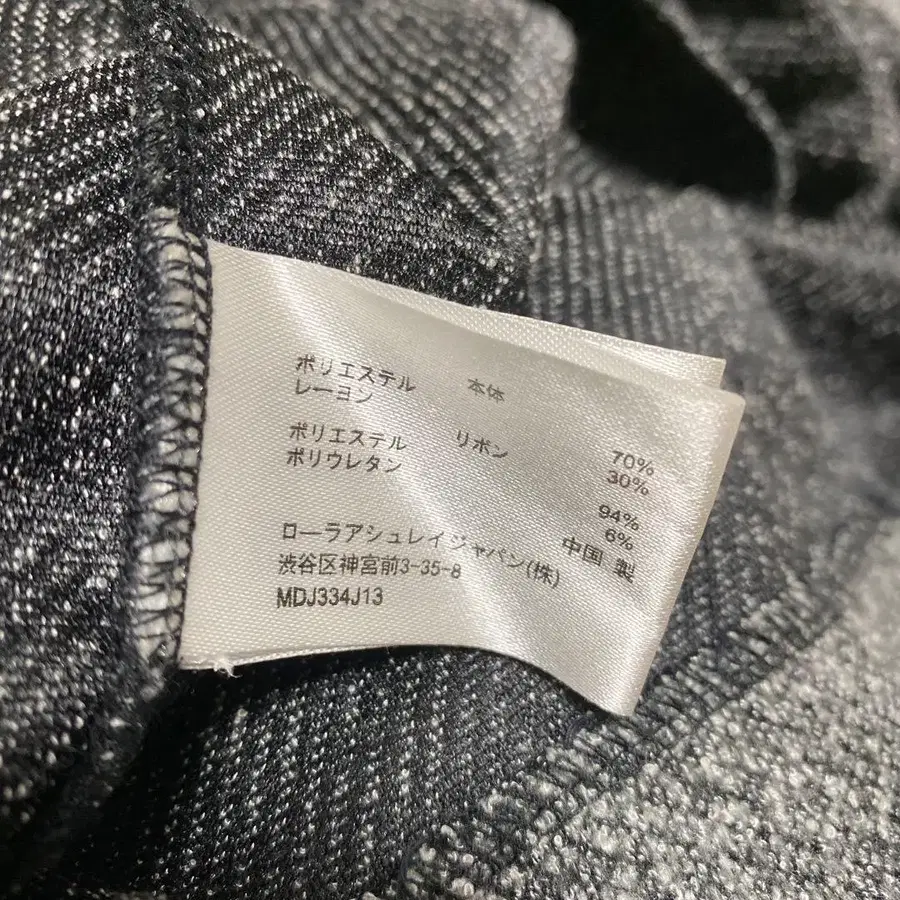 ポリエステル 本体 70%
レーヨン 30%
ポリエステル リボン 94%
ポリウレタン 6%
中国 製
ローラアシュレイジャパン(株)
渋谷区神宮前3-35-8
MDJ334J13